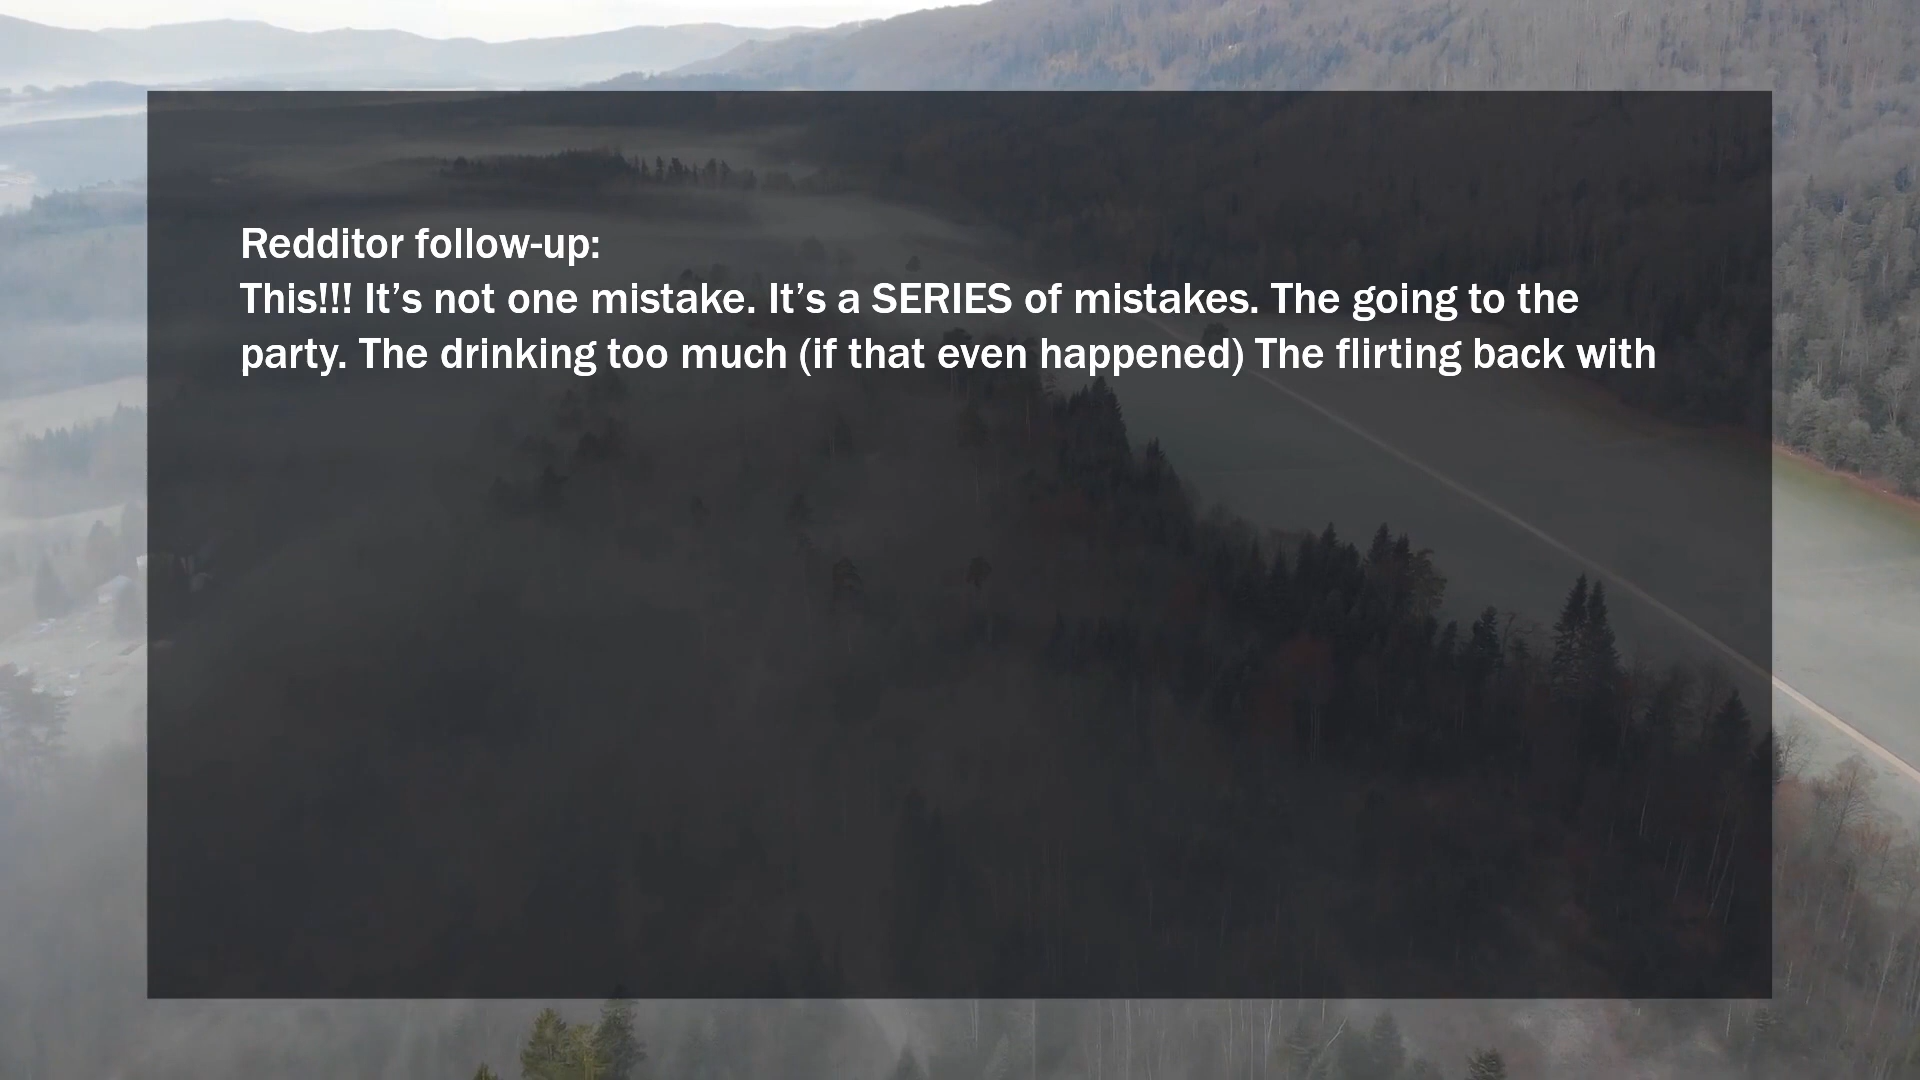 Redditor follow-up:
This!!! It’s not one mistake. It’s a SERIES of mistakes. The going to the
party. The drinking too much (if that even happened) The flirting back with